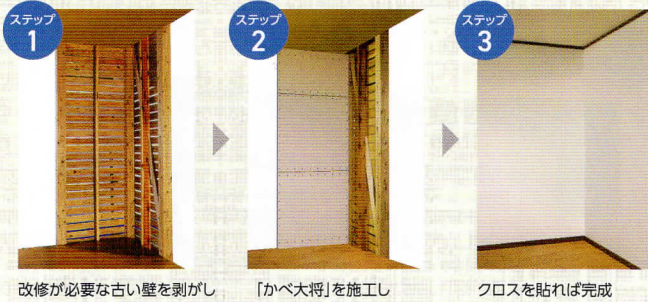 ステップ
1
ステップ
2
ステップ
3
改修が必要な古い壁を剥がし
「かべ大将」を施工し
クロスを貼れば完成